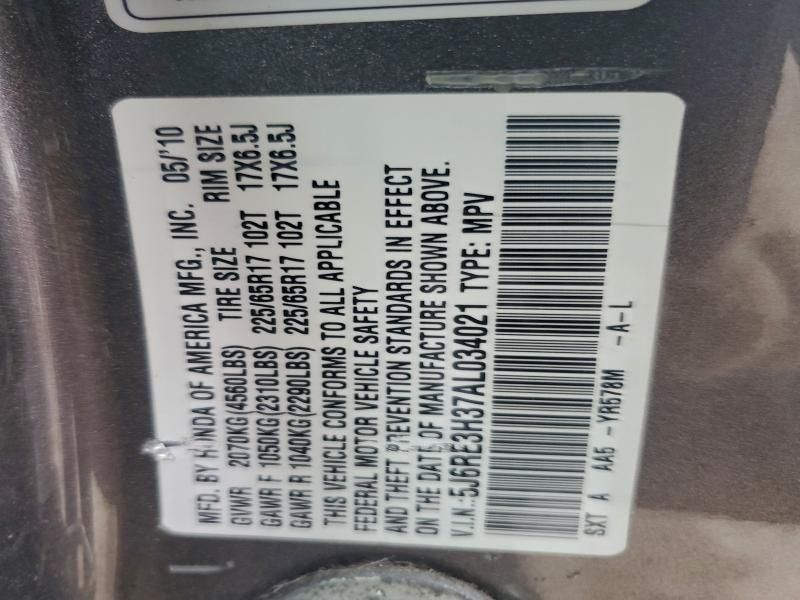 MFD. BY HONDA OF AMERICA MFG., INC. 05/'10
GVWR 2070KG(4560LBS) TIRE SIZE RIM SIZE
GAWR F 1050KG(2310LBS) 225/65R17 102T 17X6.5J
GAWR R 1040KG(2290LBS) 225/65R17 102T 17X6.5J
THIS VEHICLE CONFORMS TO ALL APPLICABLE
FEDERAL MOTOR VEHICLE SAFETY
AND THEFT PREVENTION STANDARDS IN EFFECT
ON THE DATE OF MANUFACTURE SHOWN ABOVE.
V.I.N.:5J6RE3H37AL034021 TYPE: MPV
SXT A AA5 -YR578M -A-L